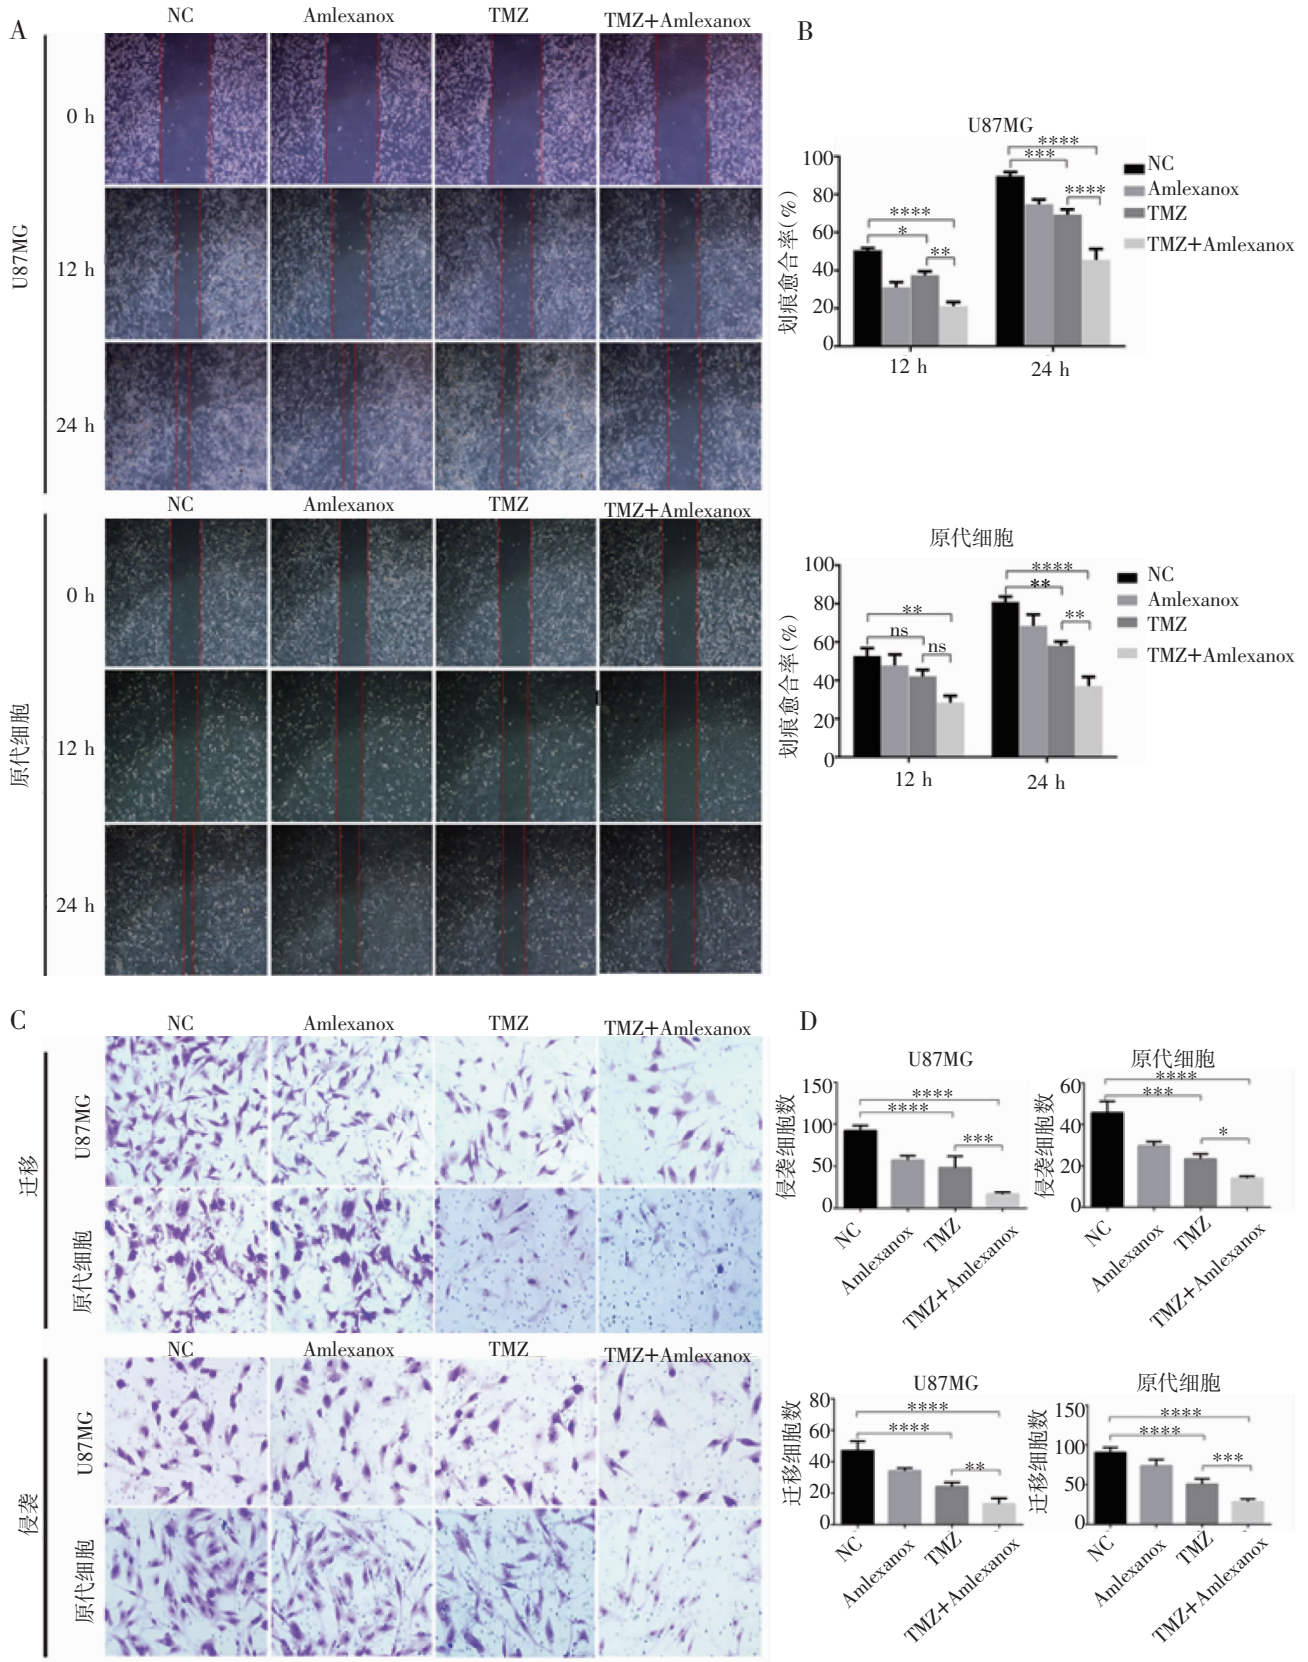 A
NC Amlexanox TMZ TMZ+Amlexanox
U87MG
0 h
12 h
24 h
NC Amlexanox TMZ TMZ+Amlexanox
原代细胞
0 h
12 h
24 h
B
U87MG
划痕愈合率(%)
100
80
60
40
20
0
****
*
**
****
***
****
12 h 24 h
NC
Amlexanox
TMZ
TMZ+Amlexanox
原代细胞
划痕愈合率(%)
100
80
60
40
20
0
**
ns
ns
****
**
**
12 h 24 h
NC
Amlexanox
TMZ
TMZ+Amlexanox
C
NC Amlexanox TMZ TMZ+Amlexanox
迁移
U87MG
原代细胞
NC Amlexanox TMZ TMZ+Amlexanox
侵袭
U87MG
原代细胞
D
U87MG
侵袭细胞数
150
100
50
0
****
****
***
NC Amlexanox TMZ TMZ+Amlexanox
原代细胞
侵袭细胞数
60
40
20
0
****
***
*
NC Amlexanox TMZ TMZ+Amlexanox
U87MG
迁移细胞数
80
60
40
20
0
****
****
**
NC Amlexanox TMZ TMZ+Amlexanox
原代细胞
迁移细胞数
150
100
50
0
****
****
***
NC Amlexanox TMZ TMZ+Amlexanox